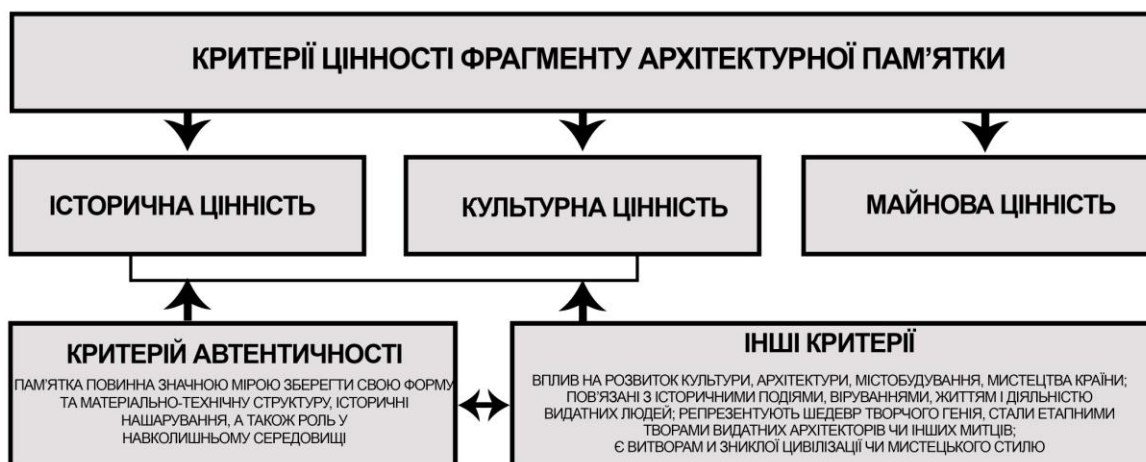 КРИТЕРІЇ ЦІННОСТІ ФРАГМЕНТУ АРХІТЕКТУРНОЇ ПАМ'ЯТКИ
ІСТОРИЧНА ЦІННІСТЬ
КУЛЬТУРНА ЦІННІСТЬ
МАЙНОВА ЦІННІСТЬ
КРИТЕРІЙ АВТЕНТИЧНОСТІ
ПАМ'ЯТКА ПОВИННА ЗНАЧНОЮ МІРОЮ ЗБЕРЕГТИ СВОЮ ФОРМУ
ТА МАТЕРІАЛЬНО-ТЕХНІЧНУ СТРУКТУРУ, ІСТОРИЧНІ
НАШАРУВАННЯ, А ТАКОЖ РОЛЬ У
НАВКОЛИШНЬОМУ СЕРЕДОВИЩІ
ІНШІ КРИТЕРІЇ
ВПЛИВ НА РОЗВИТОК КУЛЬТУРИ, АРХІТЕКТУРИ, МІСТОБУДУВАННЯ, МИСТЕЦТВА КРАЇНИ;
ПОВ'ЯЗАНІ З ІСТОРИЧНИМИ ПОДІЯМИ, ВІРУВАННЯМИ, ЖИТТЯМ І ДІЯЛЬНІСТЮ
ВИДАТНИХ ЛЮДЕЙ; РЕПРЕЗЕНТУЮТЬ ШЕДЕВР ТВОРЧОГО ГЕНІЯ, СТАЛИ ЕТАПНИМИ
ТВОРАМИ ВИДАТНИХ АРХІТЕКТОРІВ ЧИ ІНШИХ МИТЦІВ;
Є ВИТВОРАМ И ЗНИКЛОЇ ЦИВІЛІЗАЦІЇ ЧИ МИСТЕЦЬКОГО СТИЛЮ